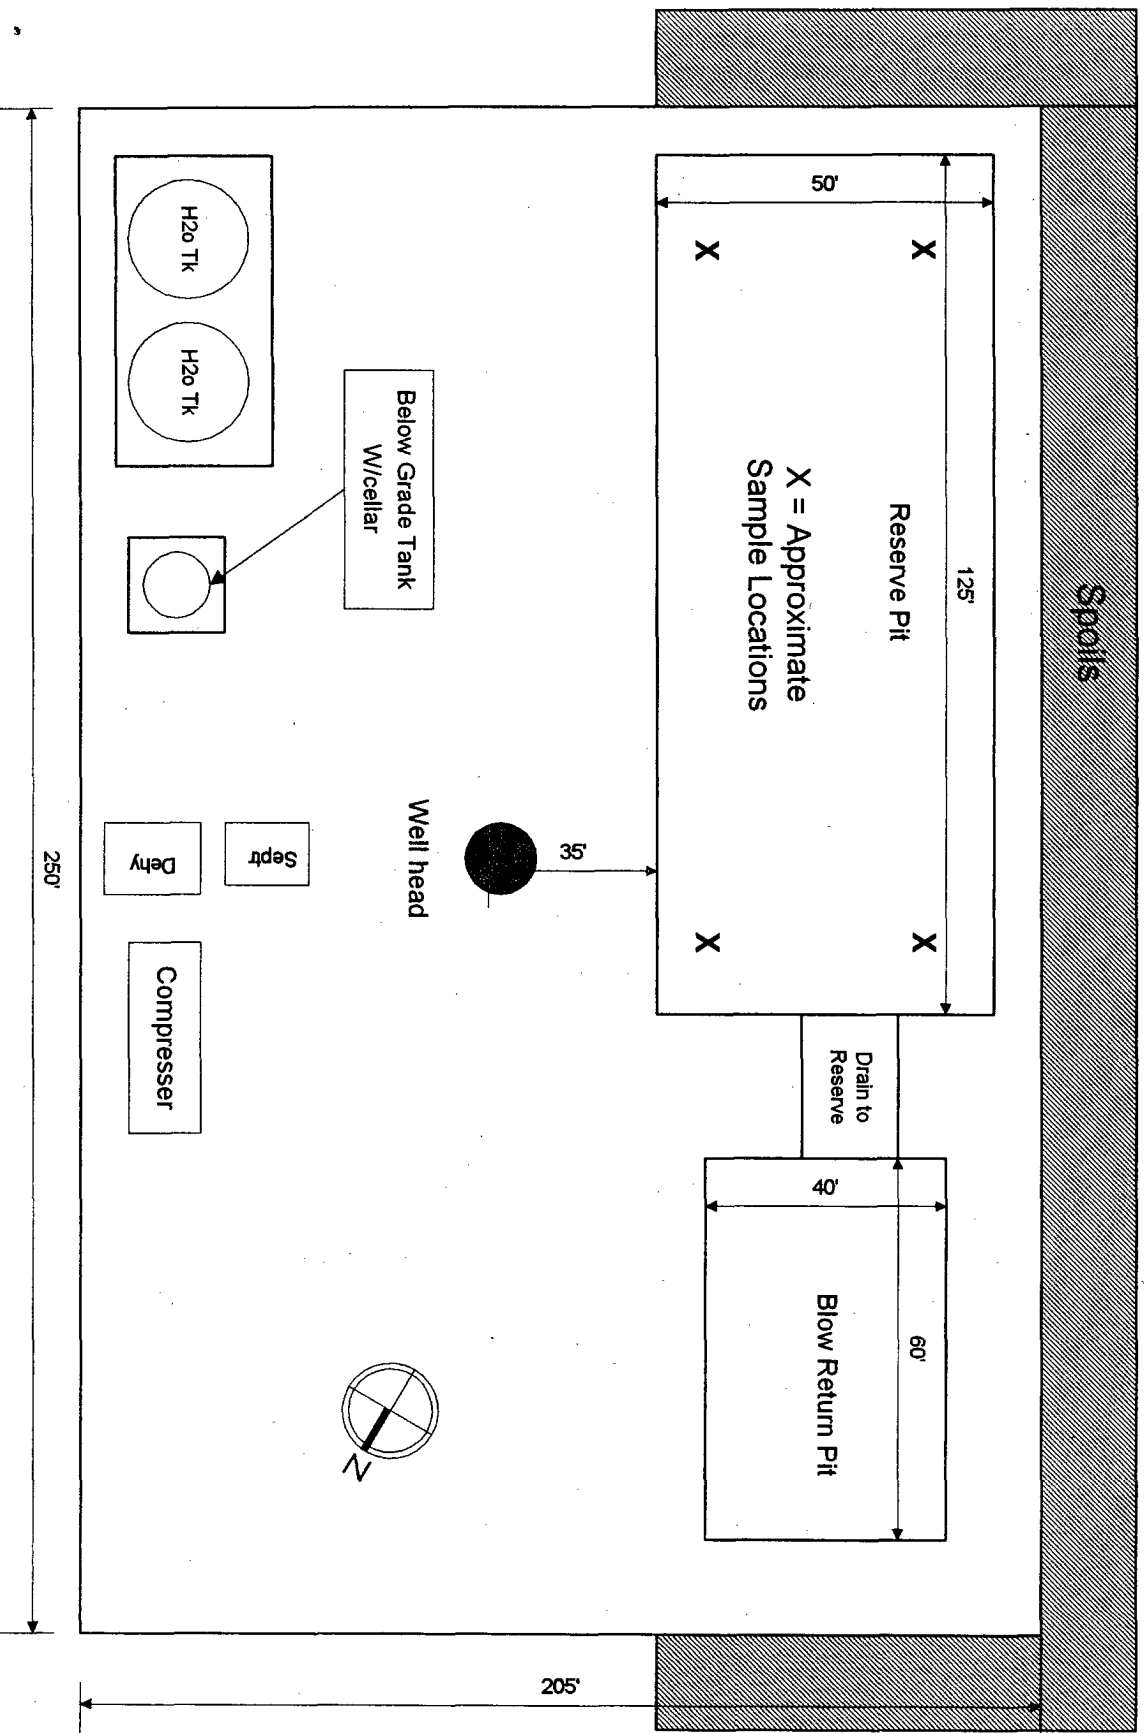 Spoils
125'
50'
Reserve Pit
X
X
X = Approximate
Sample Locations
X
X
Drain to
Reserve
60'
40'
Blow Return Pit
35'
Well head
Below Grade Tank
W/cellar
N
H2o Tk
H2o Tk
Septr
Dehy
Compresser
250'
205'